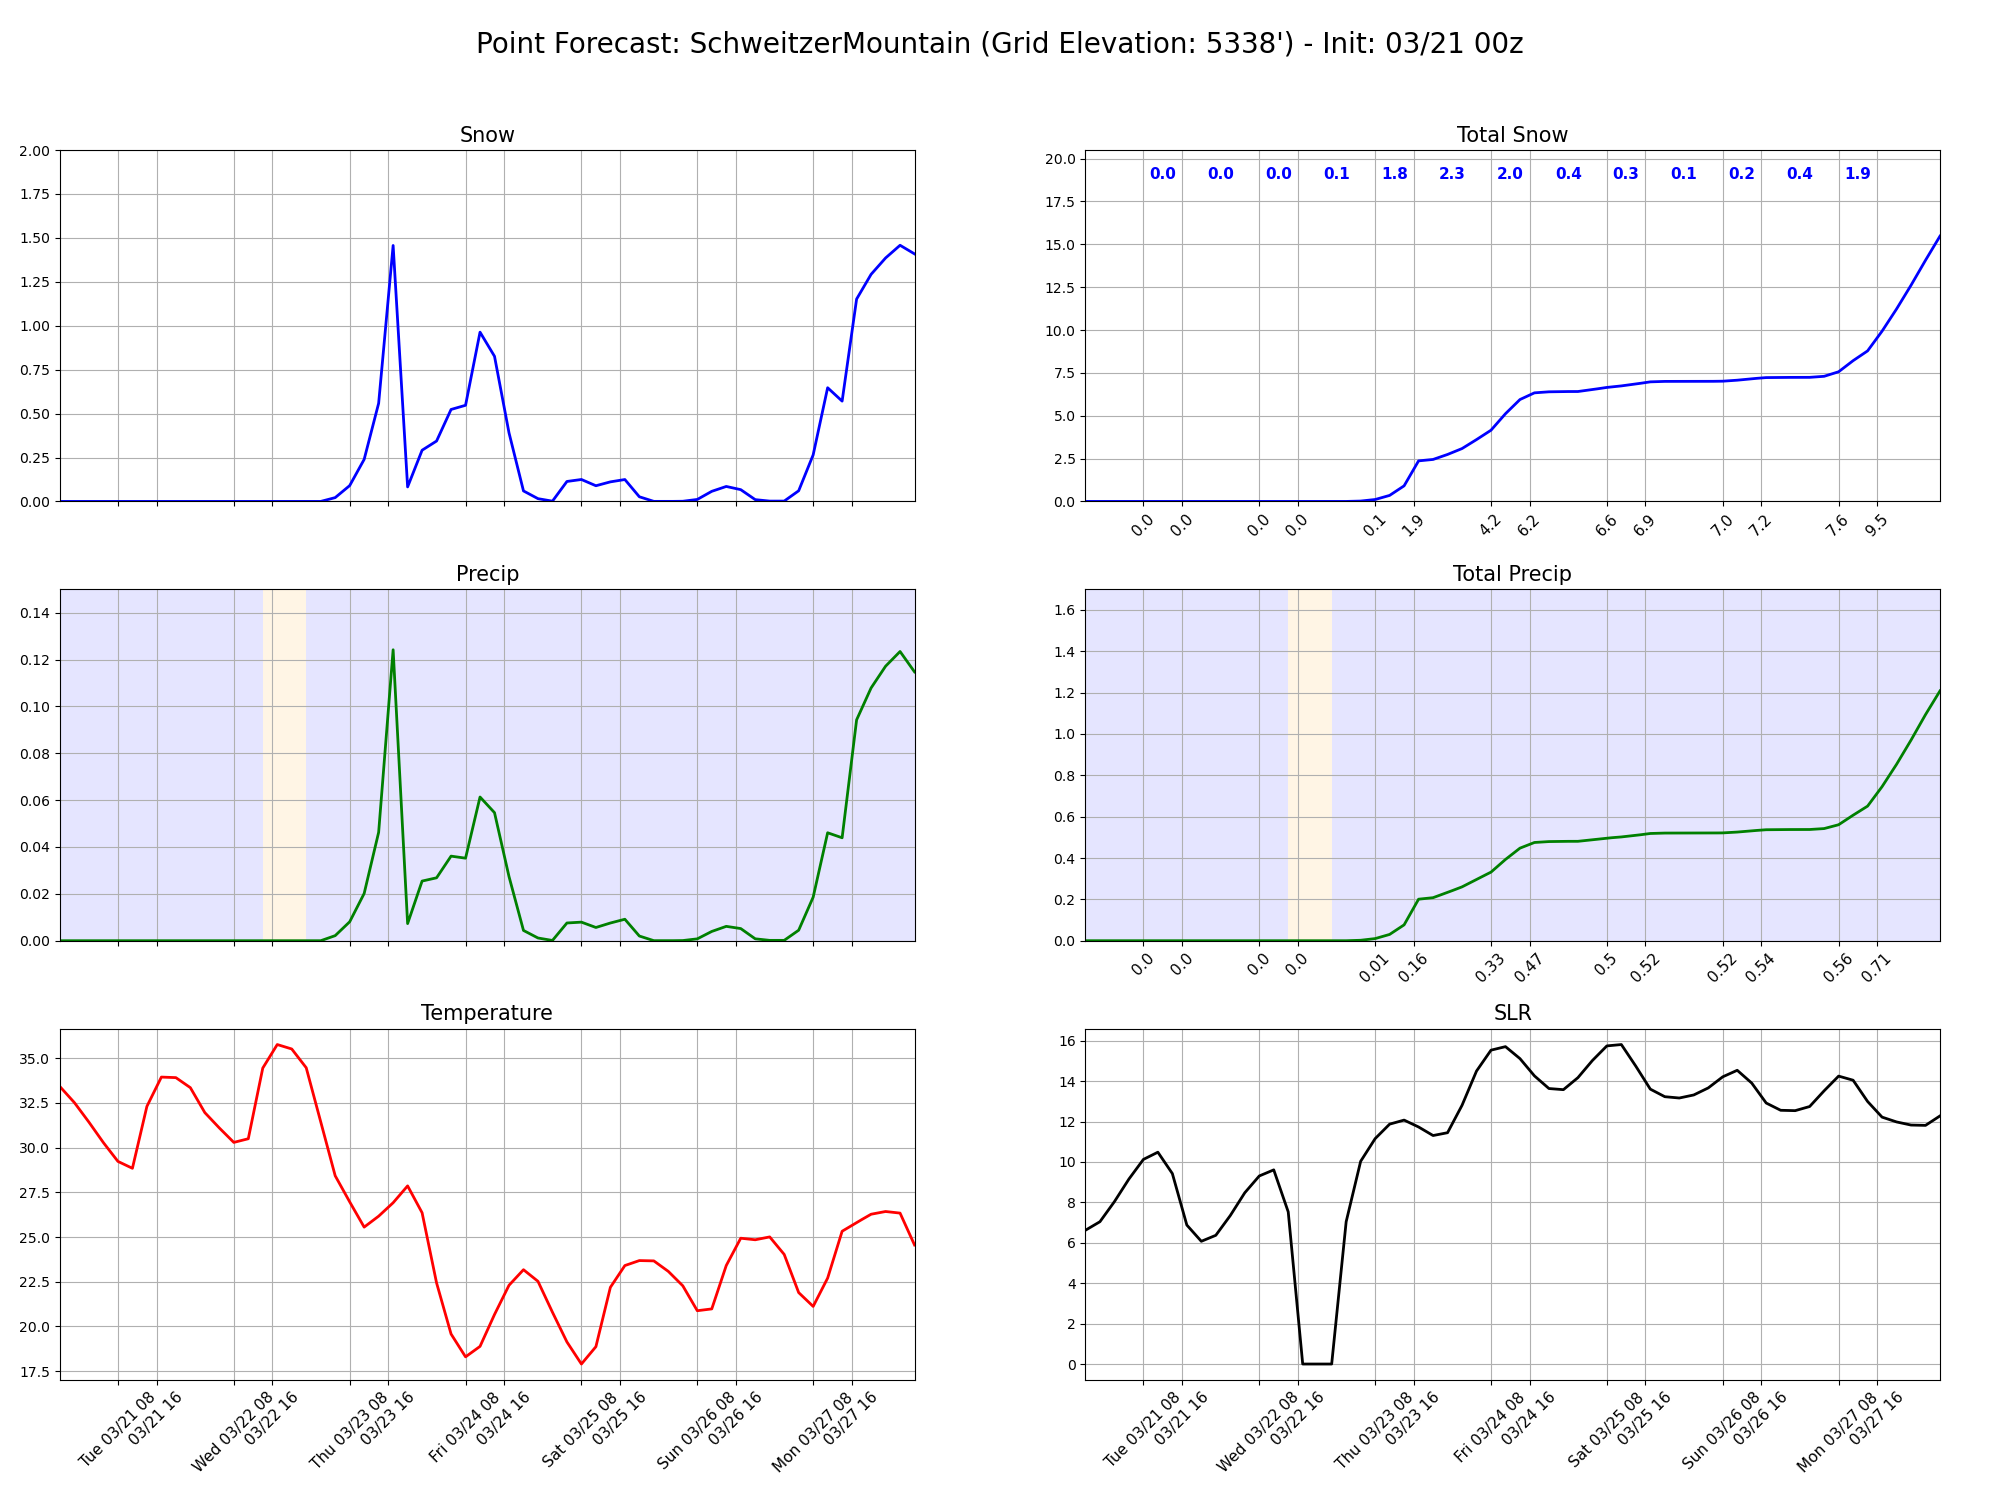 Point Forecast: SchweitzerMountain (Grid Elevation: 5338') - Init: 03/21 00z
Snow
2.00
1.75
1.50
1.25
1.00
0.75
0.50
0.25
0.00
Total Snow
20.0
17.5
15.0
12.5
10.0
7.5
5.0
2.5
0.0
0.0 0.0 0.0 0.1 1.8 2.3 2.0 0.4 0.3 0.1 0.2 0.4 1.9
0.0 0.0 0.0 0.0 0.1 1.9 4.2 6.2 6.6 6.9 7.0 7.2 7.6 9.5
Precip
0.14
0.12
0.10
0.08
0.06
0.04
0.02
0.00
Total Precip
1.6
1.4
1.2
1.0
0.8
0.6
0.4
0.2
0.0
0.0 0.0 0.0 0.0 0.01 0.16 0.33 0.47 0.5 0.52 0.52 0.54 0.56 0.71
Temperature
35.0
32.5
30.0
27.5
25.0
22.5
20.0
17.5
Tue 03/21 08
03/21 16
Wed 03/22 08
03/22 16
Thu 03/23 08
03/23 16
Fri 03/24 08
03/24 16
Sat 03/25 08
03/25 16
Sun 03/26 08
03/26 16
Mon 03/27 08
03/27 16
SLR
16
14
12
10
8
6
4
2
0
Tue 03/21 08
03/21 16
Wed 03/22 08
03/22 16
Thu 03/23 08
03/23 16
Fri 03/24 08
03/24 16
Sat 03/25 08
03/25 16
Sun 03/26 08
03/26 16
Mon 03/27 08
03/27 16